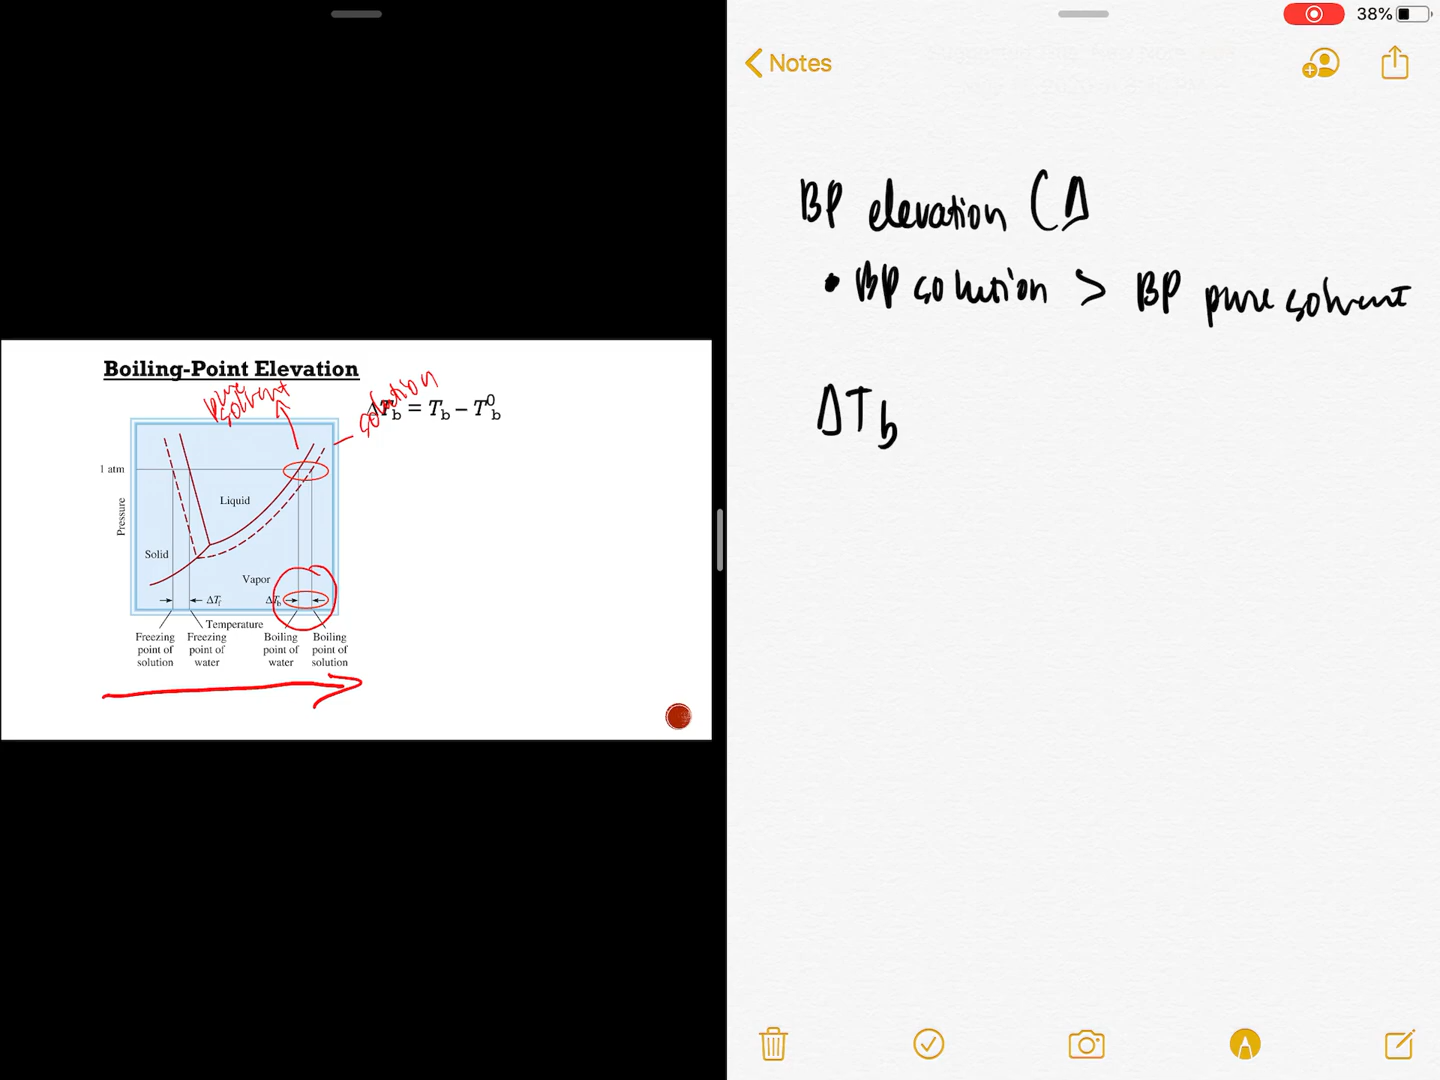 38%
Notes
BP elevation (Δ
• BP solution > BP pure solvent
ΔTb
Boiling-Point Elevation
pure solvent
solution
ΔTb = Tb – T0b
1 atm
Pressure
Liquid
Solid
Vapor
ΔTf
ΔTb
Temperature
Freezing point of solution
Freezing point of water
Boiling point of water
Boiling point of solution